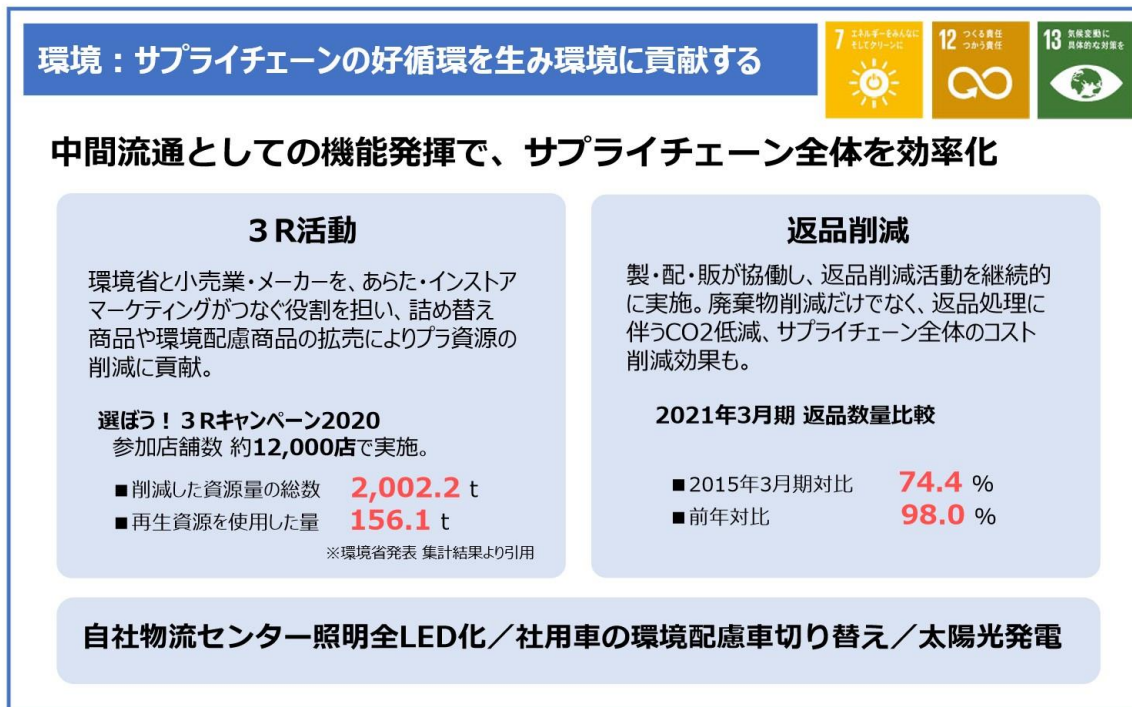 環境：サプライチェーンの好循環を生み環境に貢献する
7 エネルギーをみんなに
そしてクリーンに
12 つくる責任
つかう責任
13 気候変動に
具体的な対策を
中間流通としての機能発揮で、サプライチェーン全体を効率化
３R活動
環境省と小売業・メーカーを、あらた・インストア
マーケティングがつなぐ役割を担い、詰め替え
商品や環境配慮商品の拡売によりプラ資源の
削減に貢献。
選ぼう！３Rキャンペーン2020
参加店舗数 約12,000店で実施。
■削減した資源量の総数 2,002.2 t
■再生資源を使用した量 156.1 t
※環境省発表 集計結果より引用
返品削減
製・配・販が協働し、返品削減活動を継続的
に実施。廃棄物削減だけでなく、返品処理に
伴うCO2低減、サプライチェーン全体のコスト
削減効果も。
2021年3月期 返品数量比較
■2015年3月期対比 74.4 %
■前年対比 98.0 %
自社物流センター照明全LED化／社用車の環境配慮車切り替え／太陽光発電